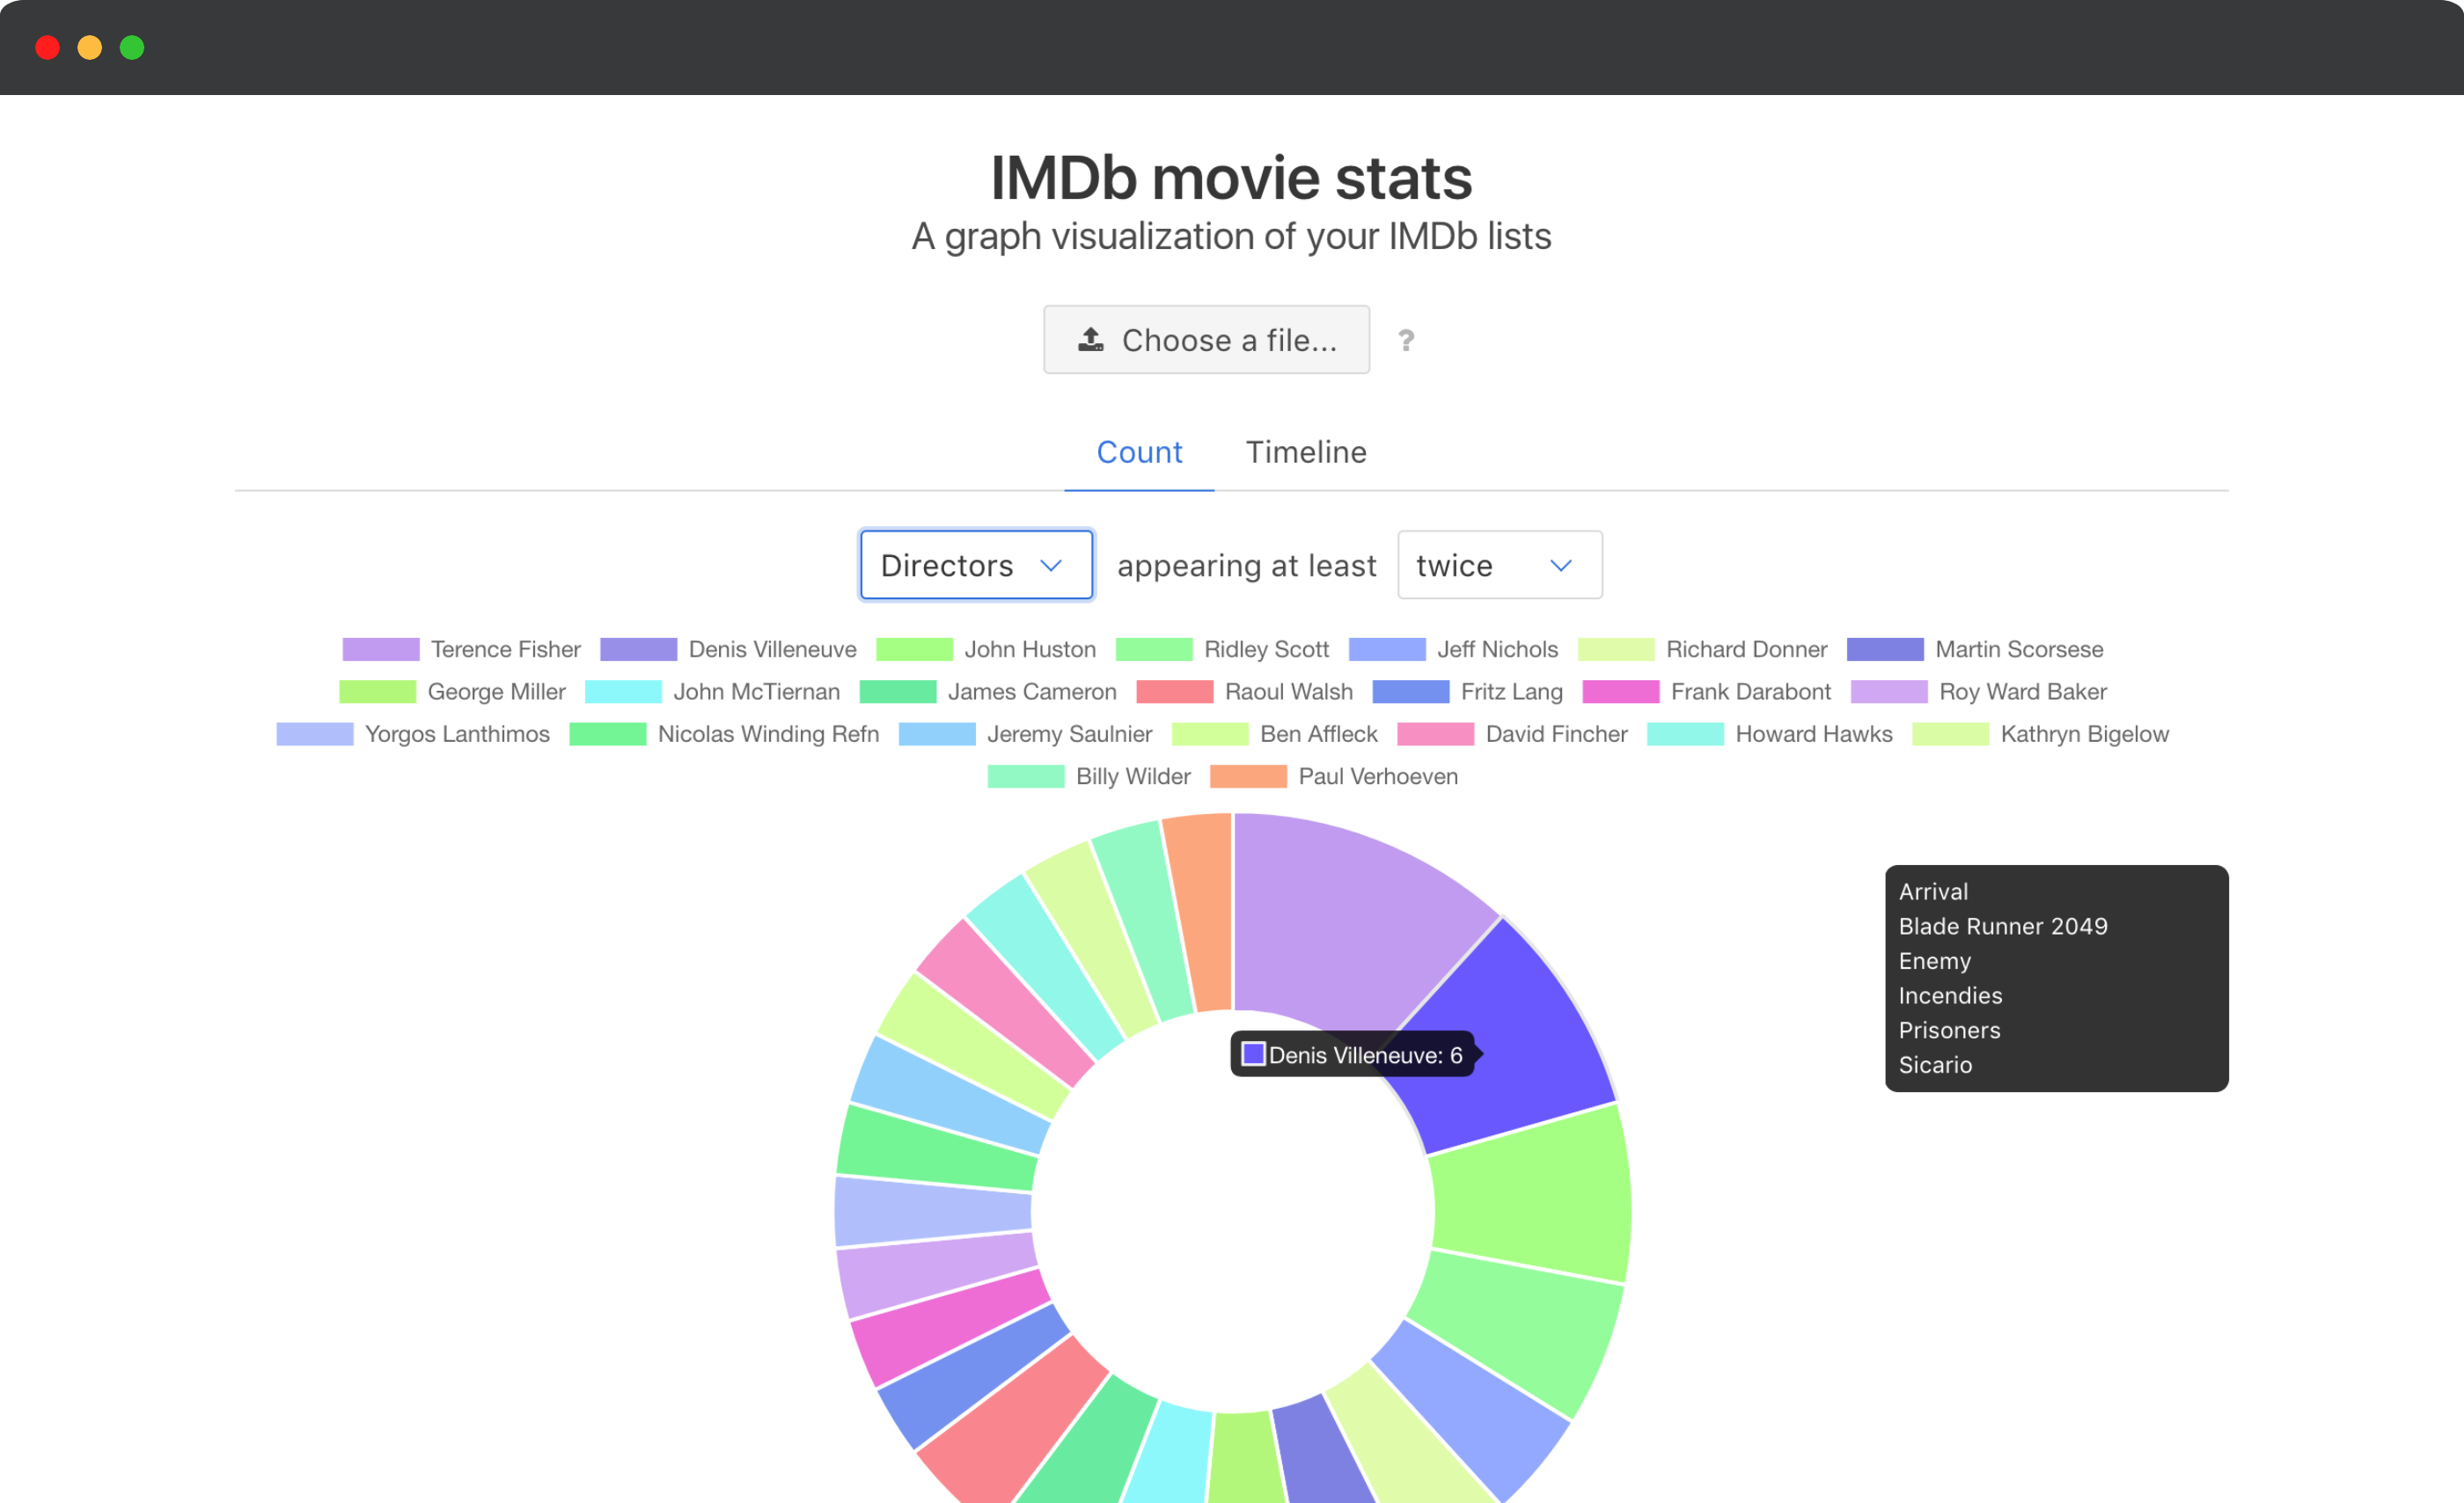 IMDb movie stats
A graph visualization of your IMDb lists
Choose a file... ?
Count Timeline
Directors appearing at least twice
Terence Fisher Denis Villeneuve John Huston Ridley Scott Jeff Nichols Richard Donner Martin Scorsese
George Miller John McTiernan James Cameron Raoul Walsh Fritz Lang Frank Darabont Roy Ward Baker
Yorgos Lanthimos Nicolas Winding Refn Jeremy Saulnier Ben Affleck David Fincher Howard Hawks Kathryn Bigelow
Billy Wilder Paul Verhoeven
Arrival
Blade Runner 2049
Enemy
Incendies
Prisoners
Sicario
Denis Villeneuve: 6